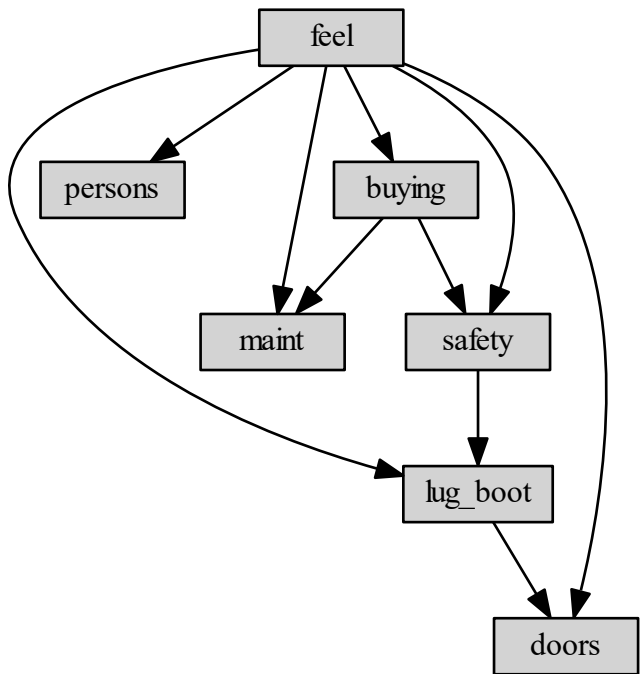 feel
persons
buying
maint
safety
lug_boot
doors